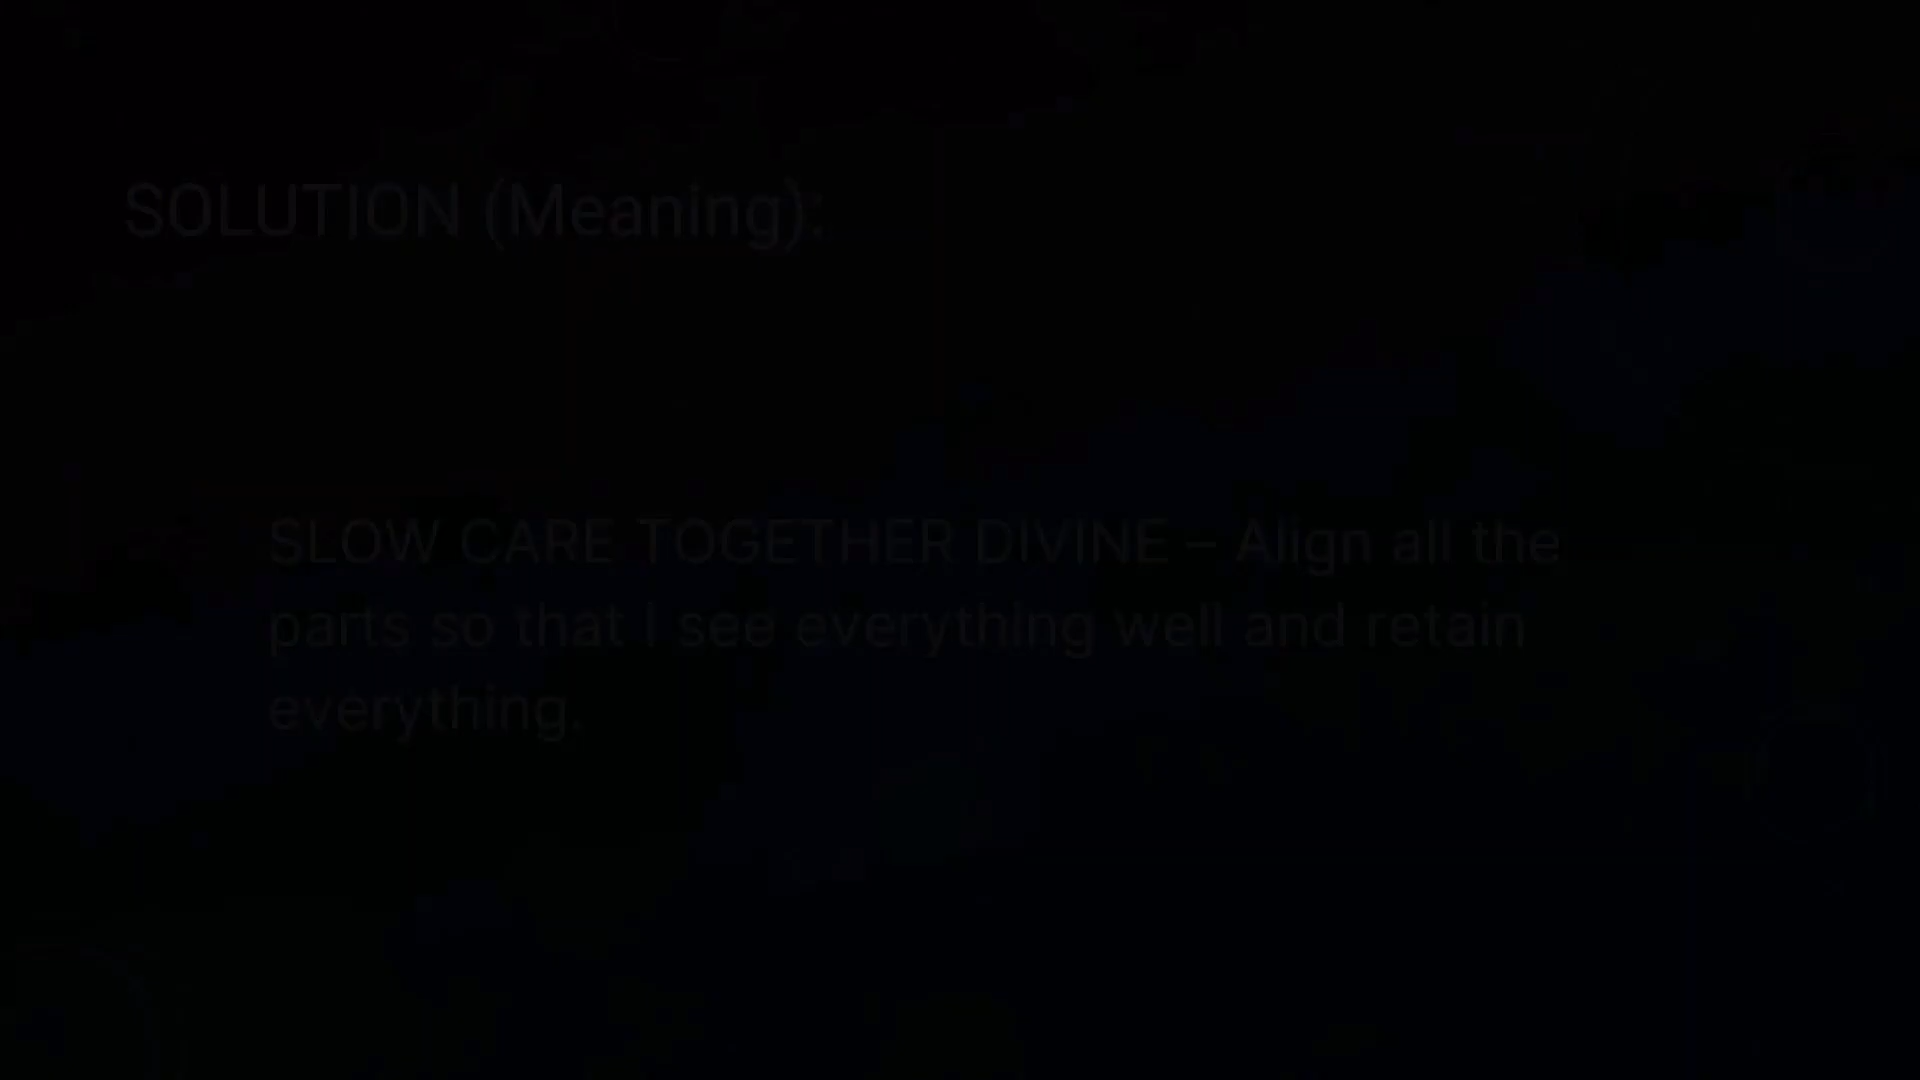 SOLUTION (Meaning):
SLOW CARE TOGETHER DIVINE – Align all the
parts so that I see everything well and retain
everything.